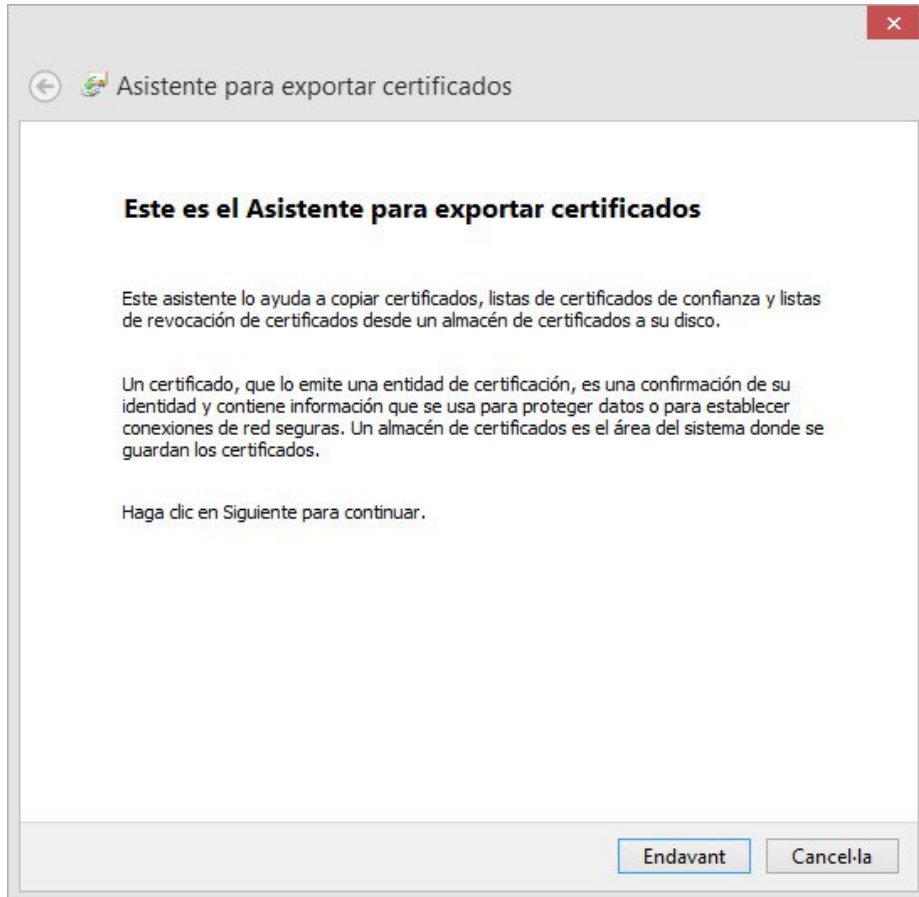 Asistente para exportar certificados
Este es el Asistente para exportar certificados
Este asistente lo ayuda a copiar certificados, listas de certificados de confianza y listas
de revocación de certificados desde un almacén de certificados a su disco.
Un certificado, que lo emite una entidad de certificación, es una confirmación de su
identidad y contiene información que se usa para proteger datos o para establecer
conexiones de red seguras. Un almacén de certificados es el área del sistema donde se
guardan los certificados.
Haga clic en Siguiente para continuar.
Endavant Cancel·la